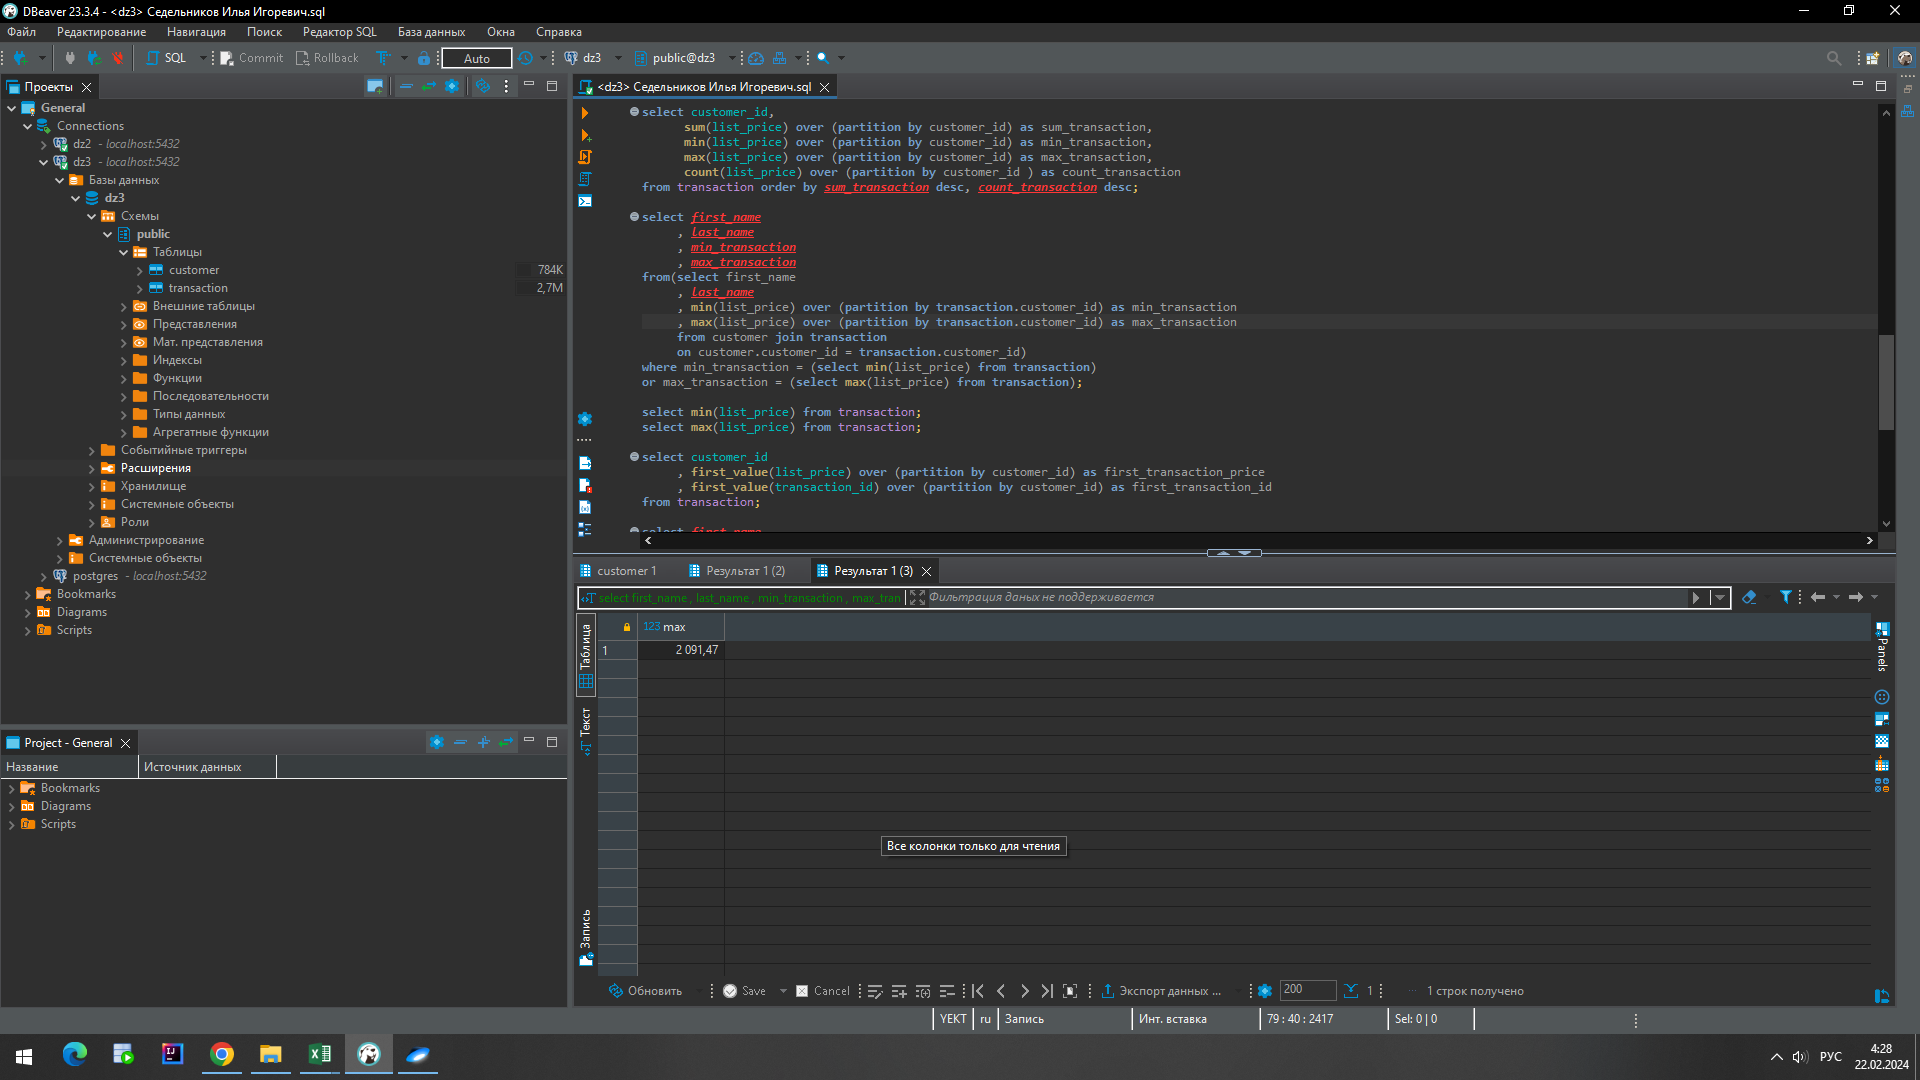 DBeaver 23.3.4 - <dz3> Седельников Илья Игоревич.sql
Файл Редактирование Навигация Поиск Редактор SQL База данных Окна Справка
SQL Commit Rollback Auto dz3 public@dz3
Проекты
General
Connections
dz2 - localhost:5432
dz3 - localhost:5432
Базы данных
dz3
Схемы
public
Таблицы
customer 784K
transaction 2,7M
Внешние таблицы
Представления
Мат. представления
Индексы
Функции
Последовательности
Типы данных
Агрегатные функции
Событийные триггеры
Расширения
Хранилище
Системные объекты
Роли
Администрирование
Системные объекты
postgres - localhost:5432
Bookmarks
Diagrams
Scripts
Project - General
Название Источник данных
Bookmarks
Diagrams
Scripts
<dz3> Седельников Илья Игоревич.sql
select customer_id,
sum(list_price) over (partition by customer_id) as sum_transaction,
min(list_price) over (partition by customer_id) as min_transaction,
max(list_price) over (partition by customer_id) as max_transaction,
count(list_price) over (partition by customer_id ) as count_transaction
from transaction order by sum_transaction desc, count_transaction desc;
select first_name
, last_name
, min_transaction
, max_transaction
from(select first_name
, last_name
, min(list_price) over (partition by transaction.customer_id) as min_transaction
, max(list_price) over (partition by transaction.customer_id) as max_transaction
from customer join transaction
on customer.customer_id = transaction.customer_id)
where min_transaction = (select min(list_price) from transaction)
or max_transaction = (select max(list_price) from transaction);
select min(list_price) from transaction;
select max(list_price) from transaction;
select customer_id
, first_value(list_price) over (partition by customer_id) as first_transaction_price
, first_value(transaction_id) over (partition by customer_id) as first_transaction_id
from transaction;
select first_name
customer 1 Результат 1 (2) Результат 1 (3)
select first_name , last_name , min_transaction , max_tran Фильтрация даных не поддерживается
Таблица
Текст
Запись
123 max
1 2 091,47
Panels
Все колонки только для чтения
Обновить Save Cancel Экспорт данных ... 200 1 1 строк получено
YEKT ru Запись Инт. вставка 79 : 40 : 2417 Sel: 0 | 0
РУС
4:28
22.02.2024